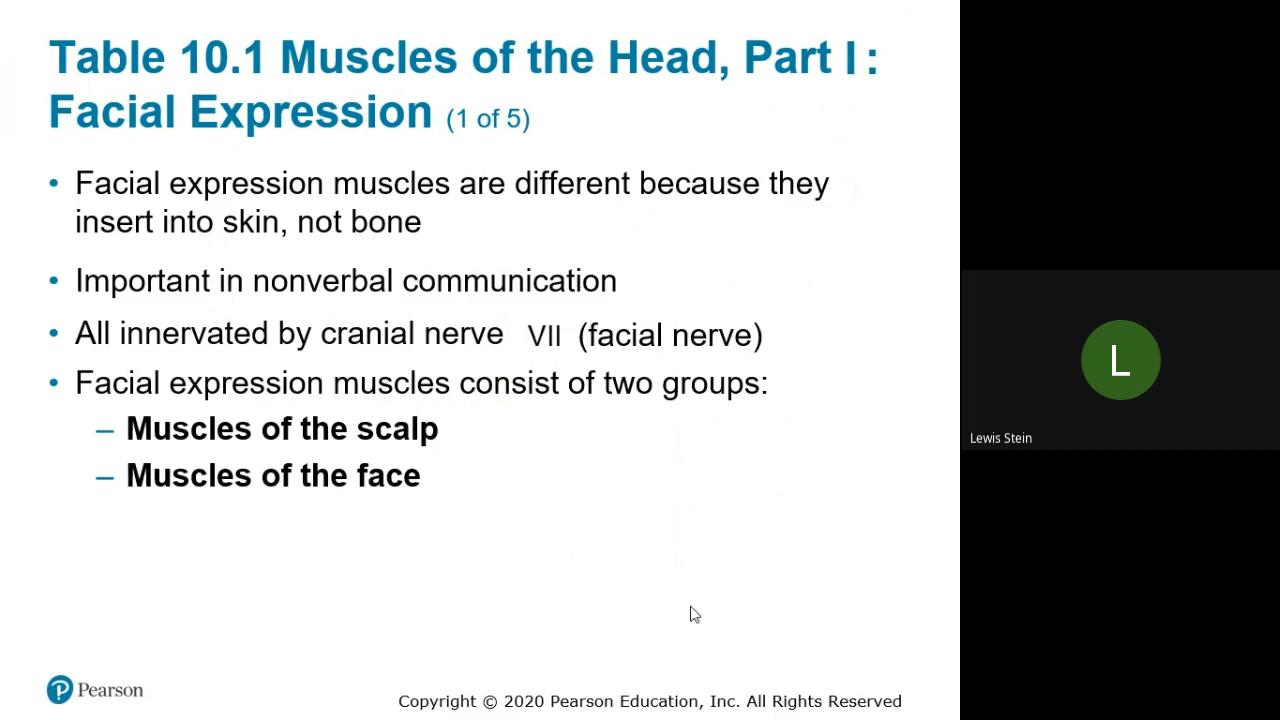 Table 10.1 Muscles of the Head, Part I:
Facial Expression (1 of 5)
• Facial expression muscles are different because they
insert into skin, not bone
• Important in nonverbal communication
• All innervated by cranial nerve VII (facial nerve)
• Facial expression muscles consist of two groups:
– Muscles of the scalp
– Muscles of the face
L
Lewis Stein
P Pearson
Copyright © 2020 Pearson Education, Inc. All Rights Reserved